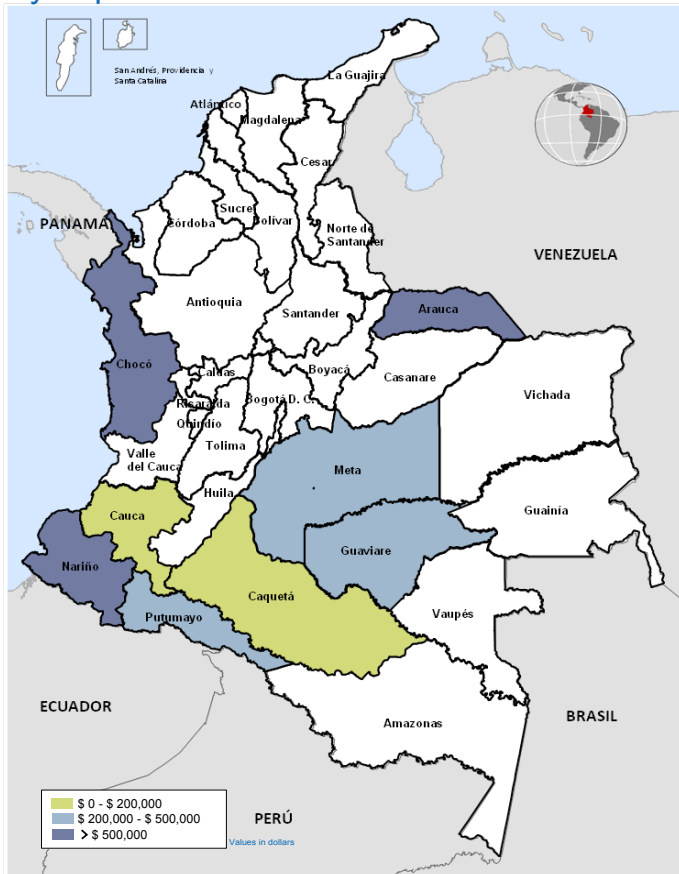 San Andrés, Providencia y
Santa Catalina
La Guajira
Atlántico
Magdalena
Cesar
Sucre
Córdoba
Bolívar
Norte de
Santander
PANAMÁ
VENEZUELA
Antioquia
Santander
Arauca
Chocó
Caldas
Boyacá
Casanare
Vichada
Risaralda
Bogotá D. C.
Quindío
Tolima
Valle
del Cauca
Meta
Huila
Cauca
Guainía
Guaviare
Nariño
Caquetá
Putumayo
Vaupés
ECUADOR
BRASIL
Amazonas
$ 0 - $ 200,000
$ 200,000 - $ 500,000
> $ 500,000
Values in dollars
PERÚ